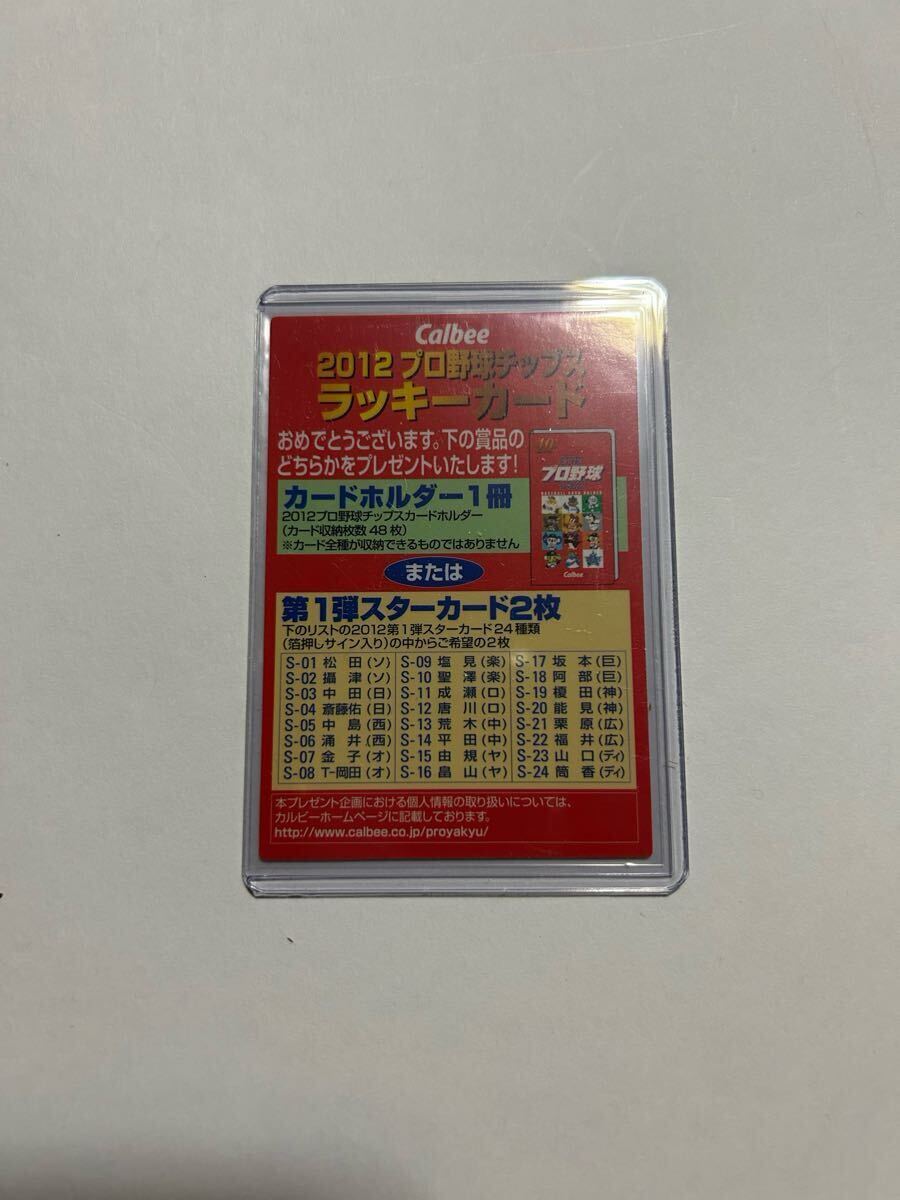 Calbee
2012 プロ野球チップス
ラッキーカード
おめでとうございます。下の賞品の
どちらかをプレゼントいたします!
カードホルダー1冊
2012プロ野球チップスカードホルダー
(カード収納枚数 48 枚)
※カード全種が収納できるものではありません
プロ野球
Calbee
または
第1弾スターカード2枚
下のリストの2012第1弾スターカード24種類
(箔押しサイン入り)の中からご希望の2枚
S-01 松田(ソ) S-09 塩見(楽) S-17 坂本(巨)
S-02 攝津(ソ) S-10 聖澤(楽) S-18 阿部(巨)
S-03 中田(日) S-11 成瀬(ロ) S-19 榎田(神)
S-04 斎藤佑(日) S-12 唐川(ロ) S-20 能見(神)
S-05 中島(西) S-13 荒木(中) S-21 栗原(広)
S-06 涌井(西) S-14 平田(中) S-22 福井(広)
S-07 金子(オ) S-15 由規(ヤ) S-23 山口(ディ)
S-08 T-岡田(オ) S-16 畠山(ヤ) S-24 筒香(ディ)
本プレゼント企画における個人情報の取り扱いについては、
カルビーホームページに記載しております。
http://www.calbee.co.jp/proyakyu/